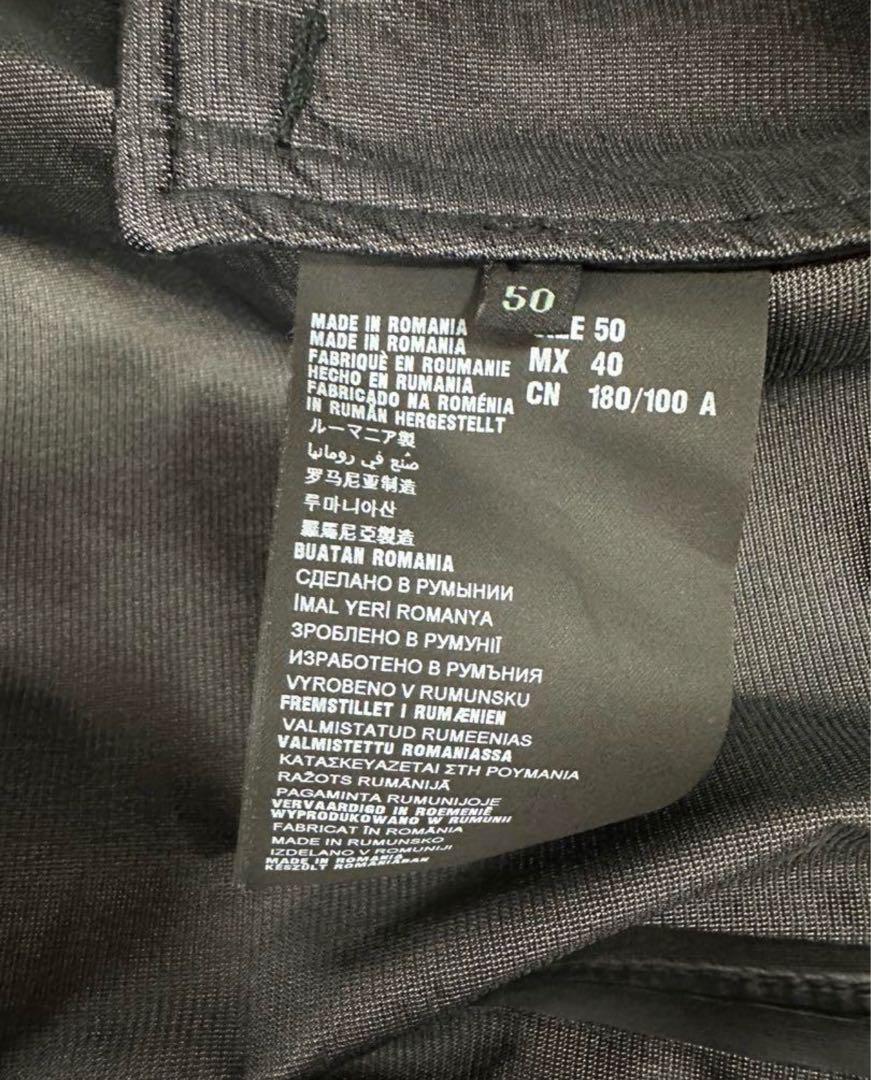 50
MADE IN ROMANIA
MADE IN ROMANIA
FABRIQUÈ EN ROUMANIE
HECHO EN RUMANIA
FABRICADO NA ROMÉNIA
IN RUMÄN HERGESTELLT
ルーマニア製
صنع في رومانيا
罗马尼亚制造
루마니아산
羅馬尼亞製造
BUATAN ROMANIA
СДЕЛАНО В РУМЫНИИ
İMAL YERİ ROMANYA
ЗРОБЛЕНО В РУМУНІЇ
ИЗРАБОТЕНО В РУМЪНИЯ
VYROBENO V RUMUNSKU
FREMSTILLET I RUMÆNIEN
VALMISTATUD RUMEENIAS
VALMISTETTU ROMANIASSA
ΚΑΤΑΣΚΕΥΑΖΕΤΑΙ ΣΤΗ ΡΟΥΜΑΝΙΑ
RAŽOTS RUMĀNIJĀ
PAGAMINTA RUMUNIJOJE
VERVAARDIGD IN ROEMENIË
WYPRODUKOWANO W RUMUNII
FABRICAT ÎN ROMÂNIA
MADE IN RUMUNSKO
IZDELANO V ROMUNIJI
MADE IN ROMANIA
KÉSZÜLT ROMÁNIÁBAN
50
MX 40
CN 180/100 A